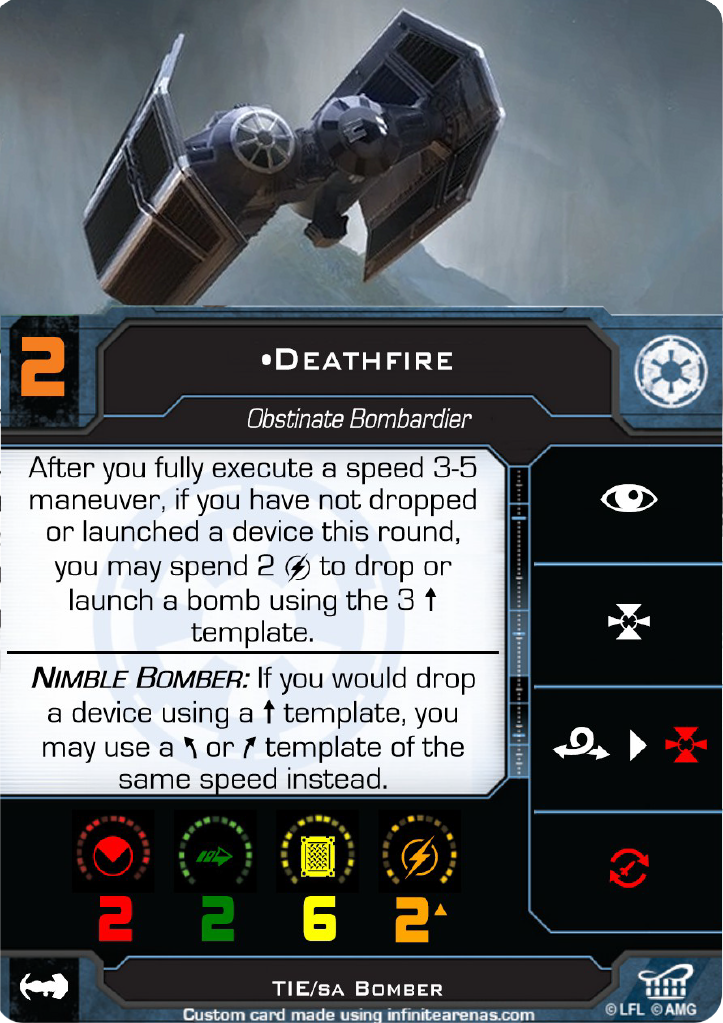 2
•Deathfire
Obstinate Bombardier
After you fully execute a speed 3-5
maneuver, if you have not dropped
or launched a device this round,
you may spend 2 to drop or
launch a bomb using the 3
template.
Nimble Bomber: If you would drop
a device using a template, you
may use a or template of the
same speed instead.
2 2 6 2
TIE/sa Bomber
©LFL ©AMG
Custom card made using infinitearenas.com